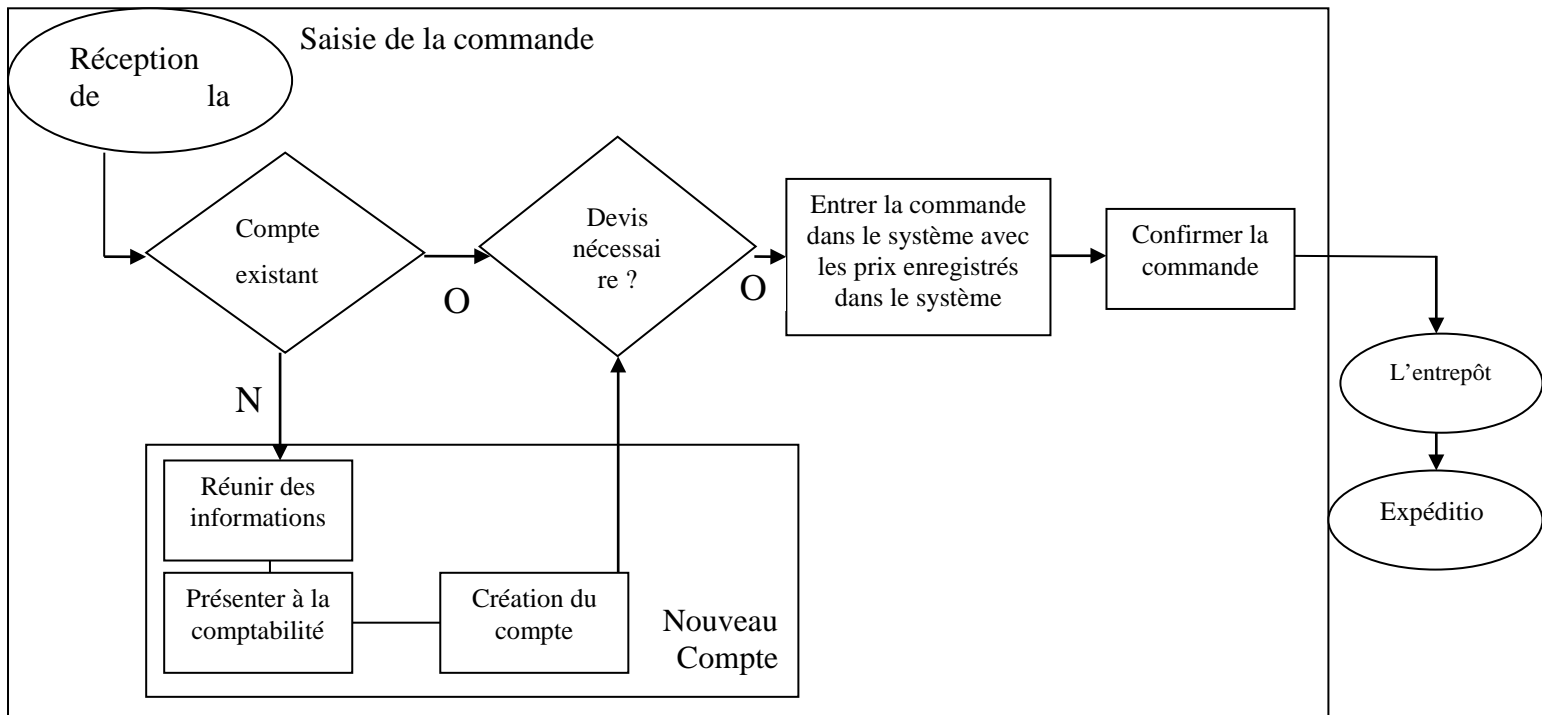 Saisie de la commande
Réception
de la
Compte
existant
O
N
Devis
nécessai
re ?
O
Entrer la commande
dans le système avec
les prix enregistrés
dans le système
Confirmer la
commande
L’entrepôt
Expéditio
Réunir des
informations
Présenter à la
comptabilité
Création du
compte
Nouveau
Compte